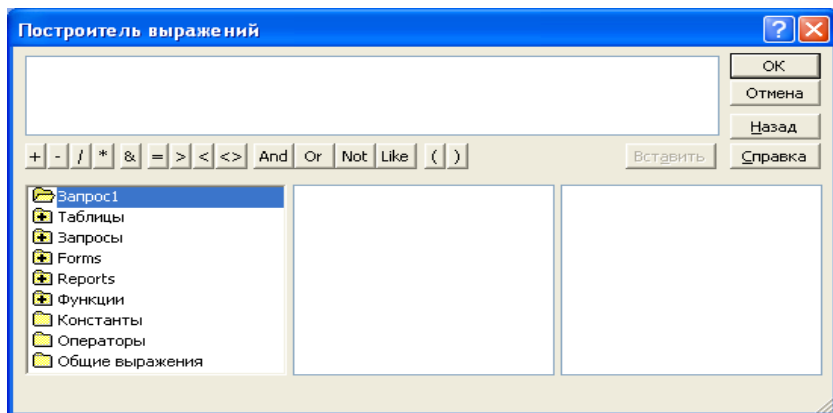 Построитель выражений
OK
Отмена
Назад
+ - / * & = > < <> And Or Not Like ( ) Вставить Справка
Запрос1
Таблицы
Запросы
Forms
Reports
Функции
Константы
Операторы
Общие выражения